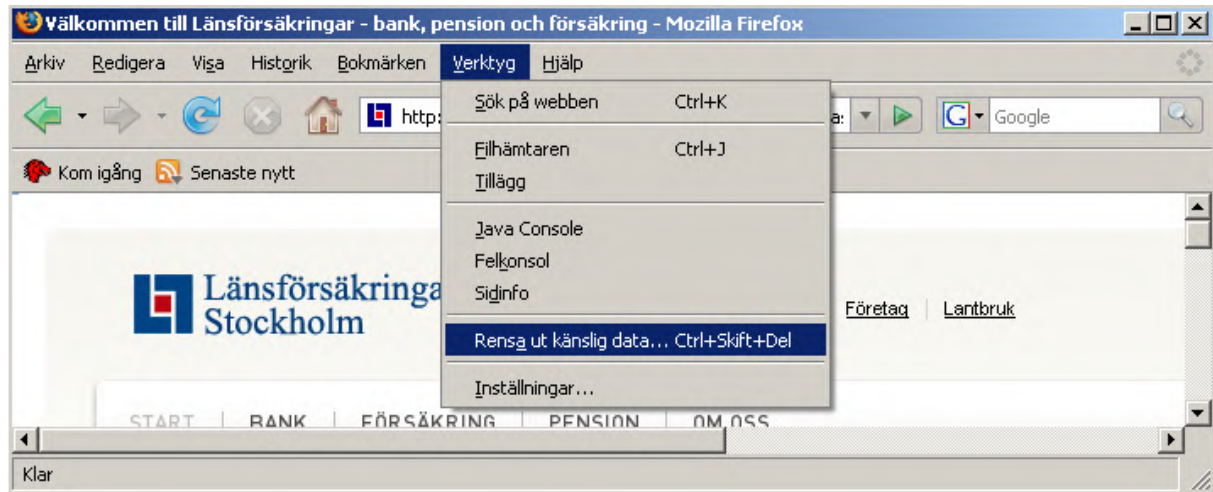 Välkommen till Länsförsäkringar - bank, pension och försäkring - Mozilla Firefox
Arkiv Redigera Visa Historik Bokmärken Verktyg Hjälp
http: Google
Kom igång Senaste nytt
Sök på webben Ctrl+K
Filhämtaren Ctrl+J
Tillägg
Java Console
Felkonsol
Sidinfo
Rensa ut känslig data... Ctrl+Skift+Del
Inställningar...
Länsförsäkringa
Stockholm
Företag Lantbruk
START BANK FÖRSÄKRING PENSION OM OSS
Klar